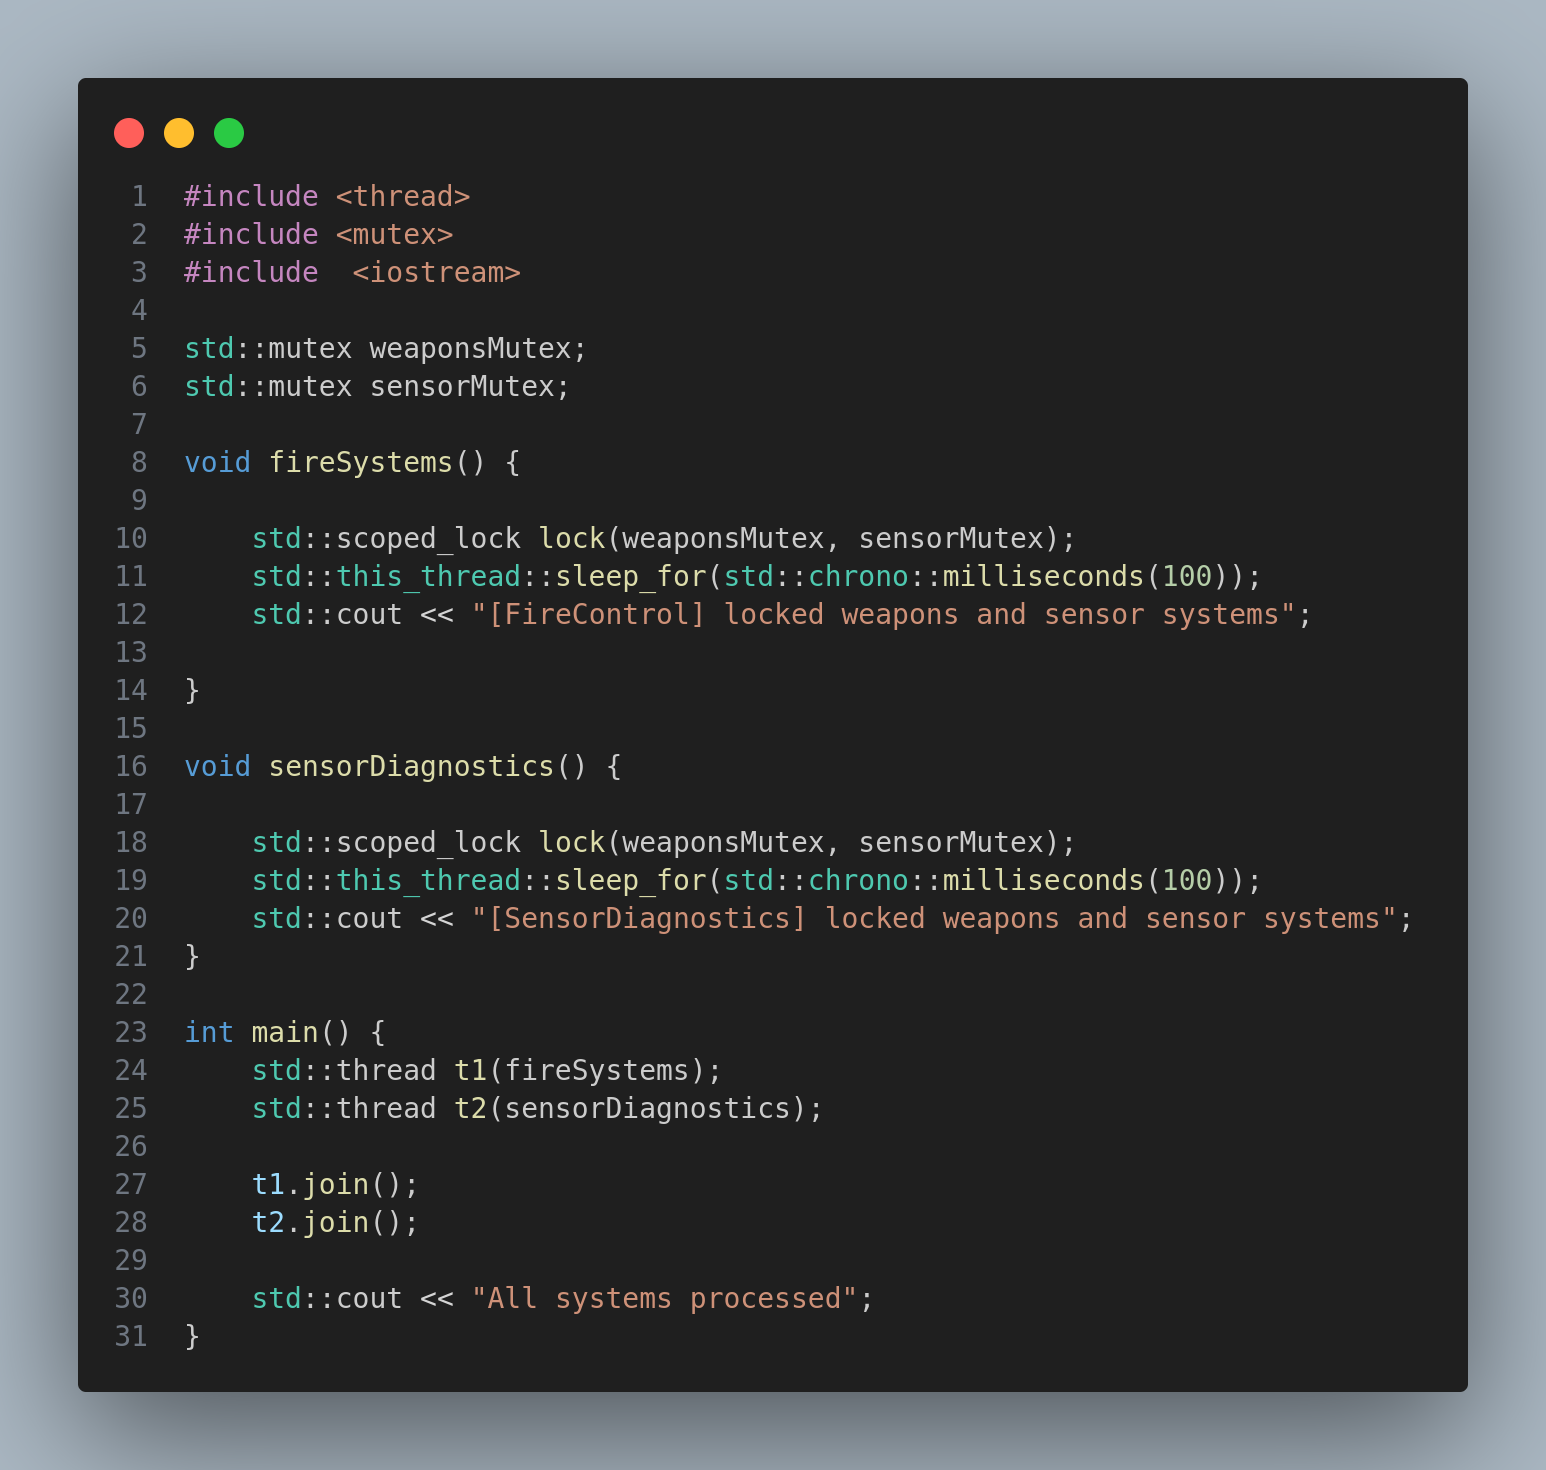 1 #include <thread>
2 #include <mutex>
3 #include  <iostream>
4
5 std::mutex weaponsMutex;
6 std::mutex sensorMutex;
7
8 void fireSystems() {
9
10     std::scoped_lock lock(weaponsMutex, sensorMutex);
11     std::this_thread::sleep_for(std::chrono::milliseconds(100));
12     std::cout << "[FireControl] locked weapons and sensor systems";
13
14 }
15
16 void sensorDiagnostics() {
17
18     std::scoped_lock lock(weaponsMutex, sensorMutex);
19     std::this_thread::sleep_for(std::chrono::milliseconds(100));
20     std::cout << "[SensorDiagnostics] locked weapons and sensor systems";
21 }
22
23 int main() {
24     std::thread t1(fireSystems);
25     std::thread t2(sensorDiagnostics);
26
27     t1.join();
28     t2.join();
29
30     std::cout << "All systems processed";
31 }